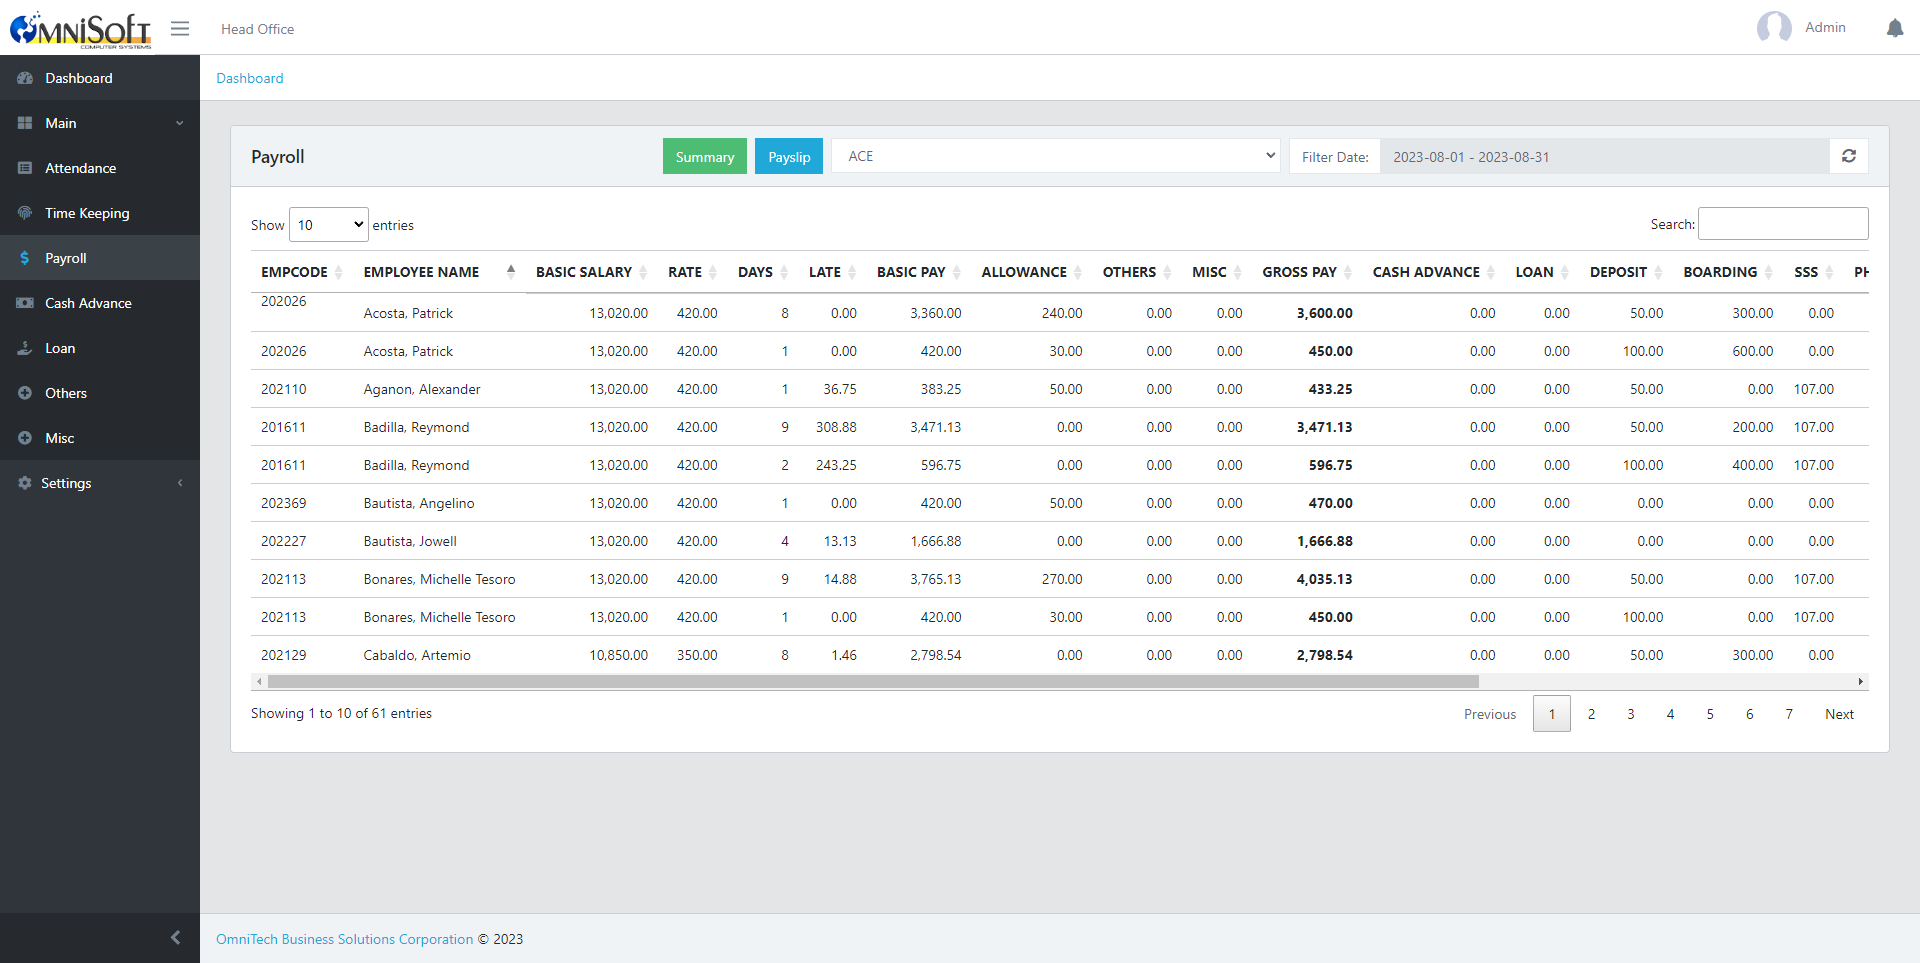 OMNISOFT
COMPUTER SYSTEMS
Head Office
Admin
Dashboard
Main
Attendance
Time Keeping
Payroll
Cash Advance
Loan
Others
Misc
Settings
Dashboard
Payroll Summary Payslip ACE Filter Date: 2023-08-01 - 2023-08-31
Show 10 entries Search:
EMPCODE EMPLOYEE NAME BASIC SALARY RATE DAYS LATE BASIC PAY ALLOWANCE OTHERS MISC GROSS PAY CASH ADVANCE LOAN DEPOSIT BOARDING SSS PH
202026 Acosta, Patrick 13,020.00 420.00 8 0.00 3,360.00 240.00 0.00 0.00 3,600.00 0.00 0.00 50.00 300.00 0.00
202026 Acosta, Patrick 13,020.00 420.00 1 0.00 420.00 30.00 0.00 0.00 450.00 0.00 0.00 100.00 600.00 0.00
202110 Aganon, Alexander 13,020.00 420.00 1 36.75 383.25 50.00 0.00 0.00 433.25 0.00 0.00 50.00 0.00 107.00
201611 Badilla, Reymond 13,020.00 420.00 9 308.88 3,471.13 0.00 0.00 0.00 3,471.13 0.00 0.00 50.00 200.00 107.00
201611 Badilla, Reymond 13,020.00 420.00 2 243.25 596.75 0.00 0.00 0.00 596.75 0.00 0.00 100.00 400.00 107.00
202369 Bautista, Angelino 13,020.00 420.00 1 0.00 420.00 50.00 0.00 0.00 470.00 0.00 0.00 0.00 0.00 0.00
202227 Bautista, Jowell 13,020.00 420.00 4 13.13 1,666.88 0.00 0.00 0.00 1,666.88 0.00 0.00 0.00 0.00 0.00
202113 Bonares, Michelle Tesoro 13,020.00 420.00 9 14.88 3,765.13 270.00 0.00 0.00 4,035.13 0.00 0.00 50.00 0.00 107.00
202113 Bonares, Michelle Tesoro 13,020.00 420.00 1 0.00 420.00 30.00 0.00 0.00 450.00 0.00 0.00 100.00 0.00 107.00
202129 Cabaldo, Artemio 10,850.00 350.00 8 1.46 2,798.54 0.00 0.00 0.00 2,798.54 0.00 0.00 50.00 300.00 0.00
Showing 1 to 10 of 61 entries Previous 1 2 3 4 5 6 7 Next
OmniTech Business Solutions Corporation © 2023